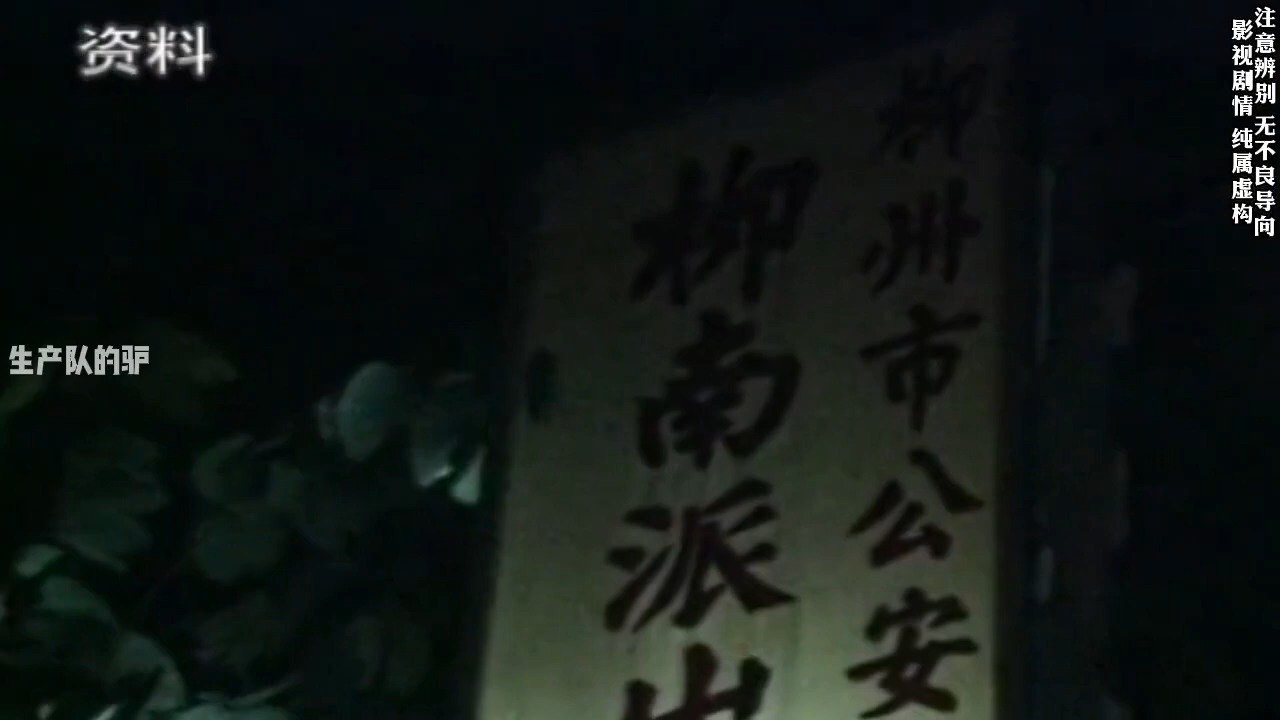 资料
注意辨别 无不良导向
影视剧情 纯属虚构
生产队的驴
柳州市公安
柳南派出